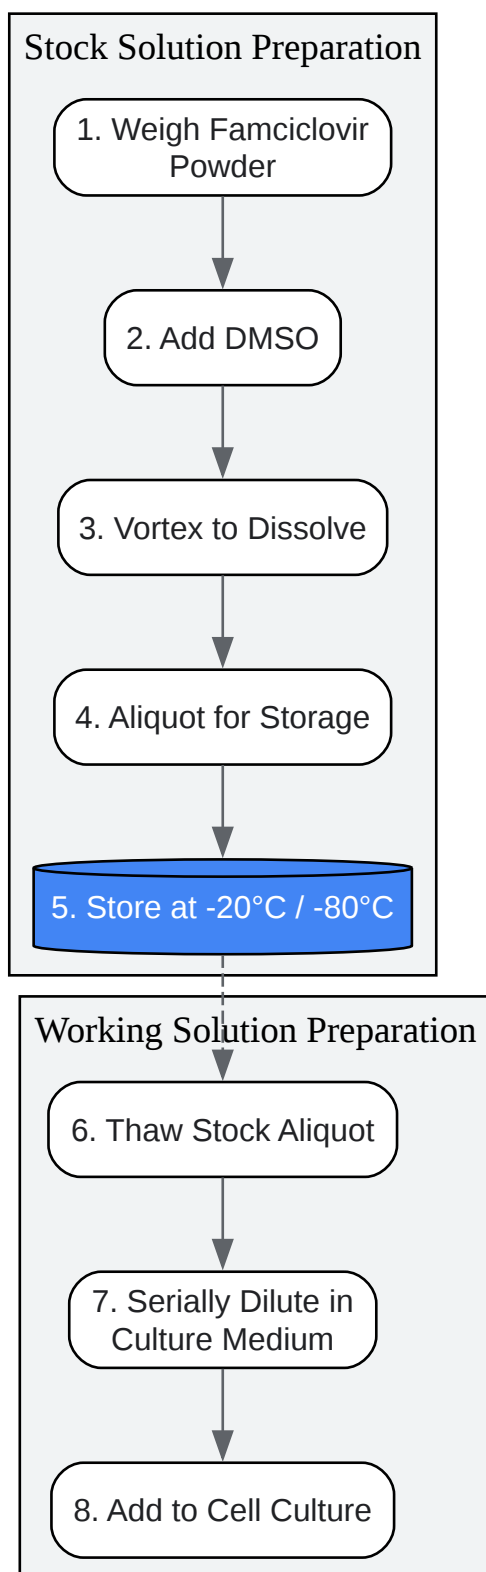 Stock Solution Preparation
1. Weigh Famciclovir
Powder
2. Add DMSO
3. Vortex to Dissolve
4. Aliquot for Storage
5. Store at -20°C / -80°C
Working Solution Preparation
6. Thaw Stock Aliquot
7. Serially Dilute in
Culture Medium
8. Add to Cell Culture